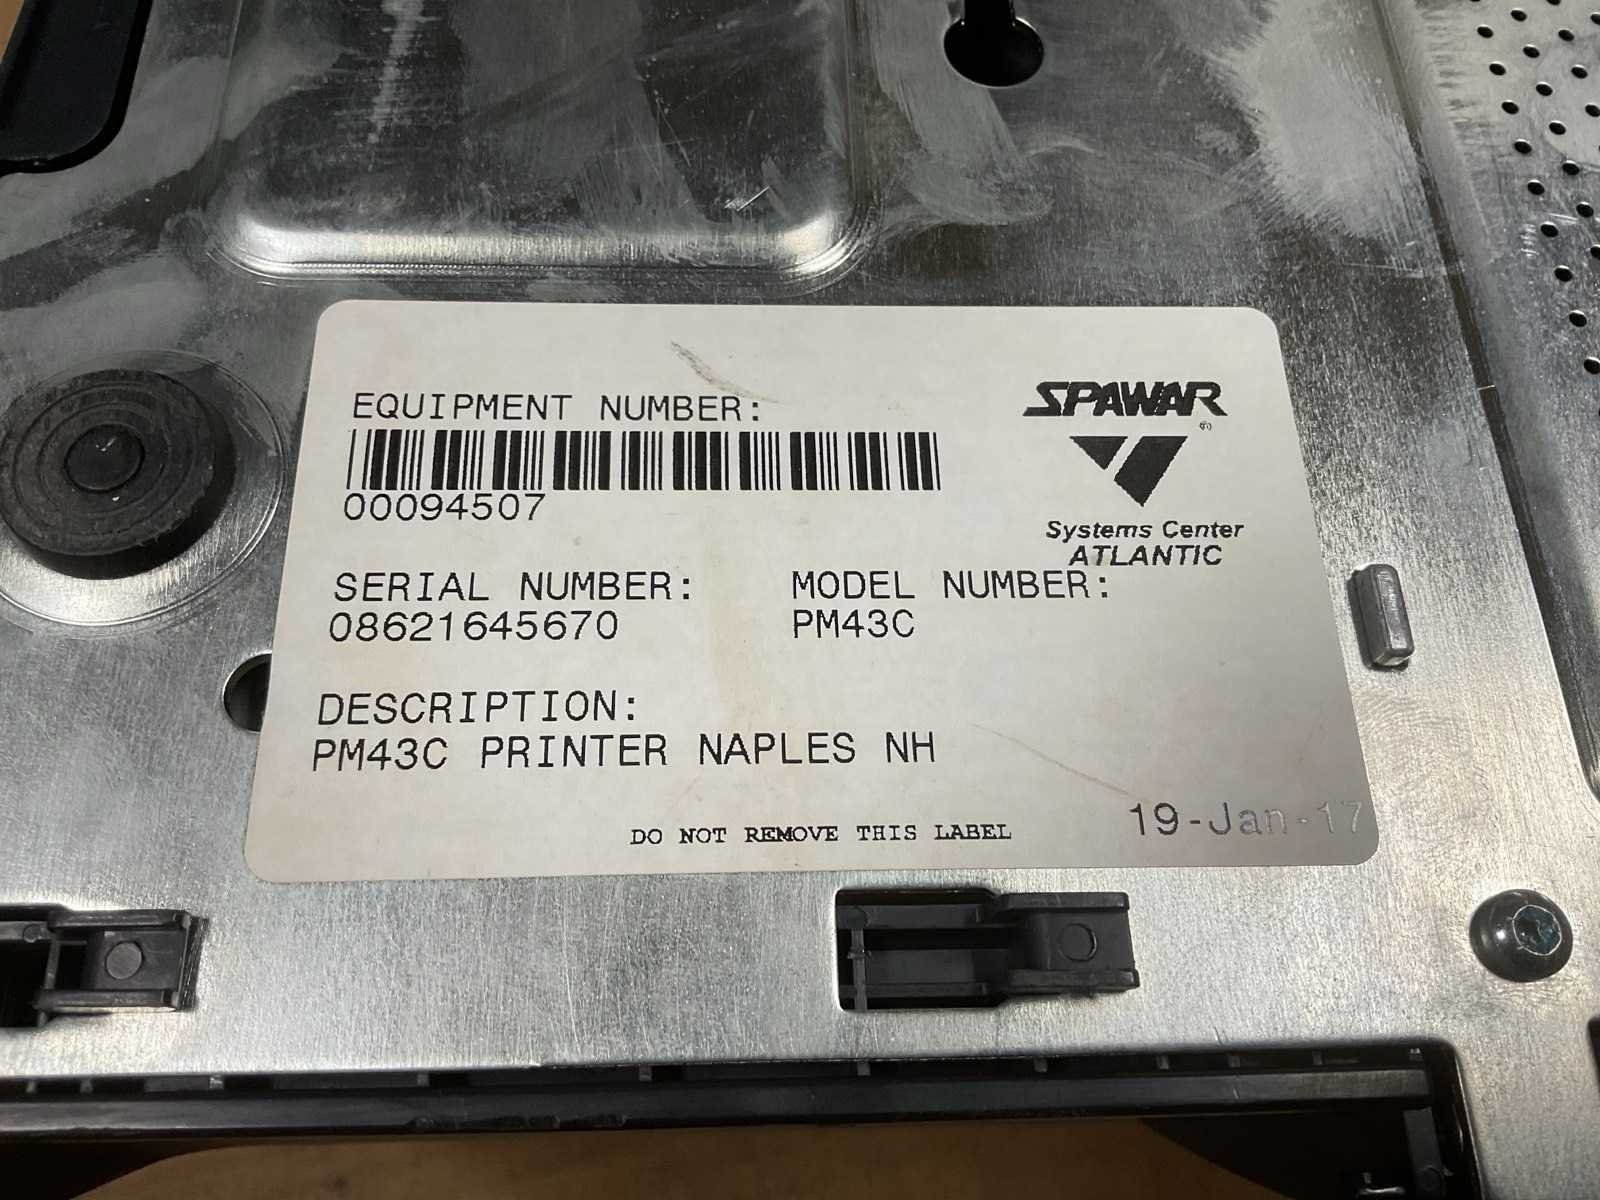 EQUIPMENT NUMBER:
00094507
SPAWAR
®
Systems Center
ATLANTIC
SERIAL NUMBER:
08621645670
MODEL NUMBER:
PM43C
DESCRIPTION:
PM43C PRINTER NAPLES NH
DO NOT REMOVE THIS LABEL
19-Jan-17